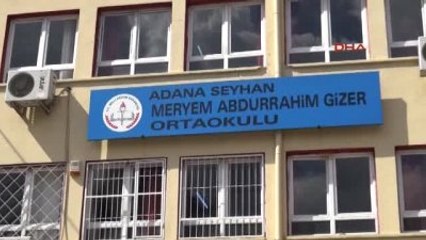 DHA
ADANA SEYHAN
MERYEM ABDURRAHİM GİZER
ORTAOKULU